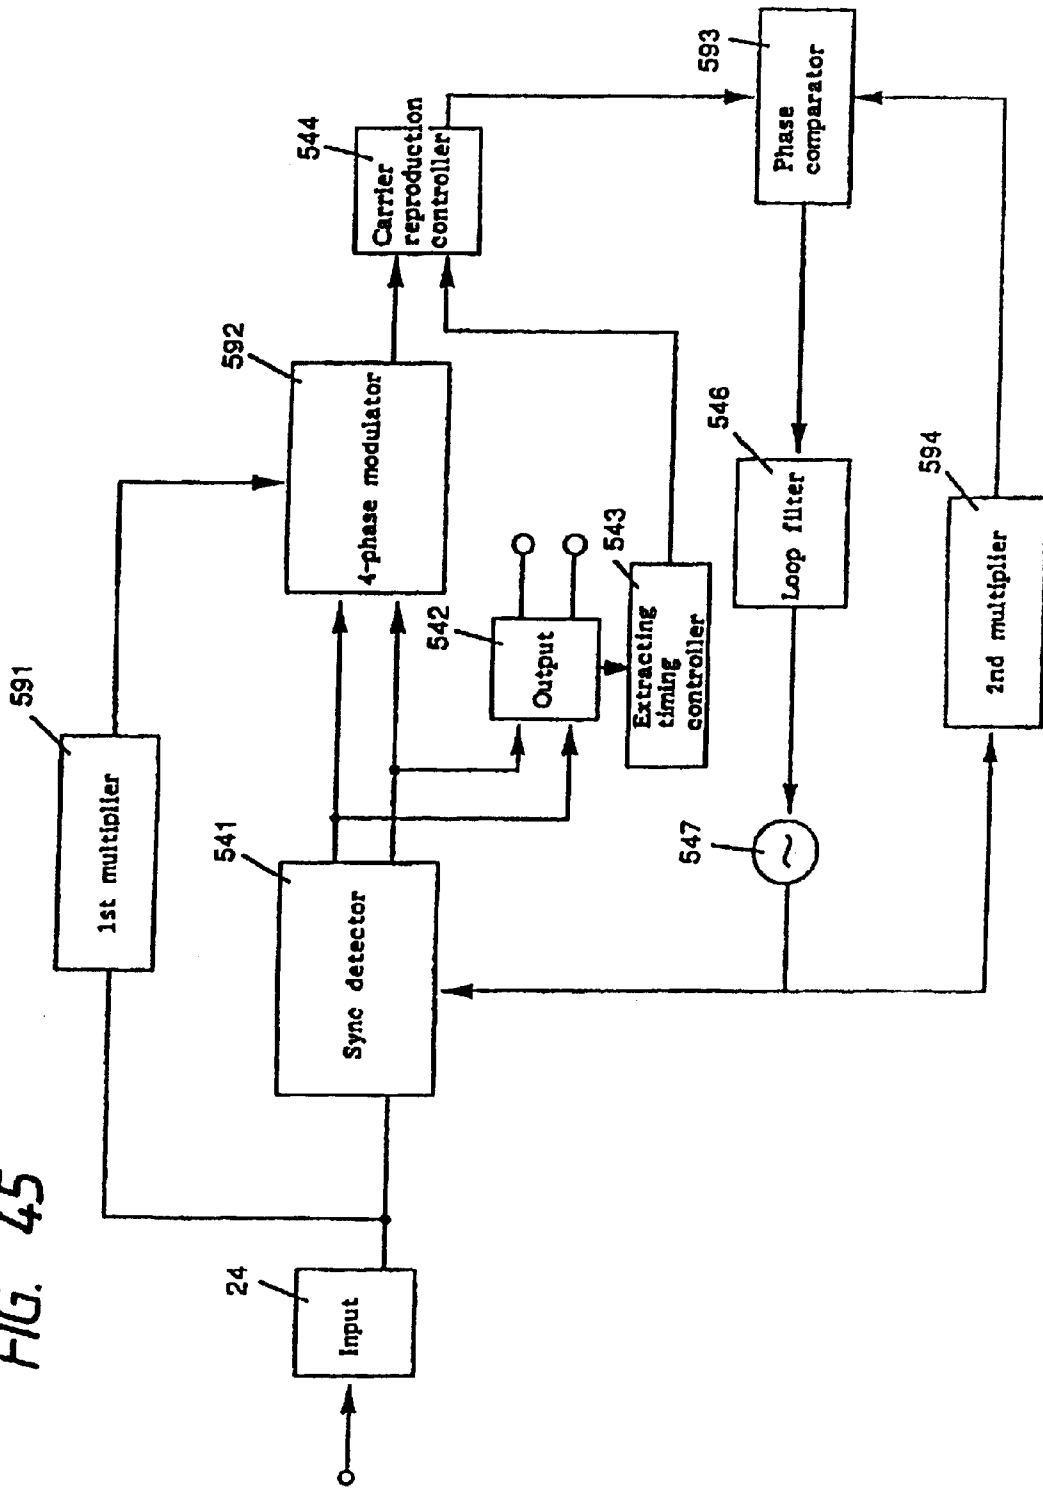 FIG. 45
591
1st multiplier
24
Input
541
Sync detector
592
4-phase modulator
544
Carrier
reproduction
controller
542
Output
543
Extracting
timing
controller
593
Phase
comparator
546
Loop filter
547
~
594
2nd multiplier